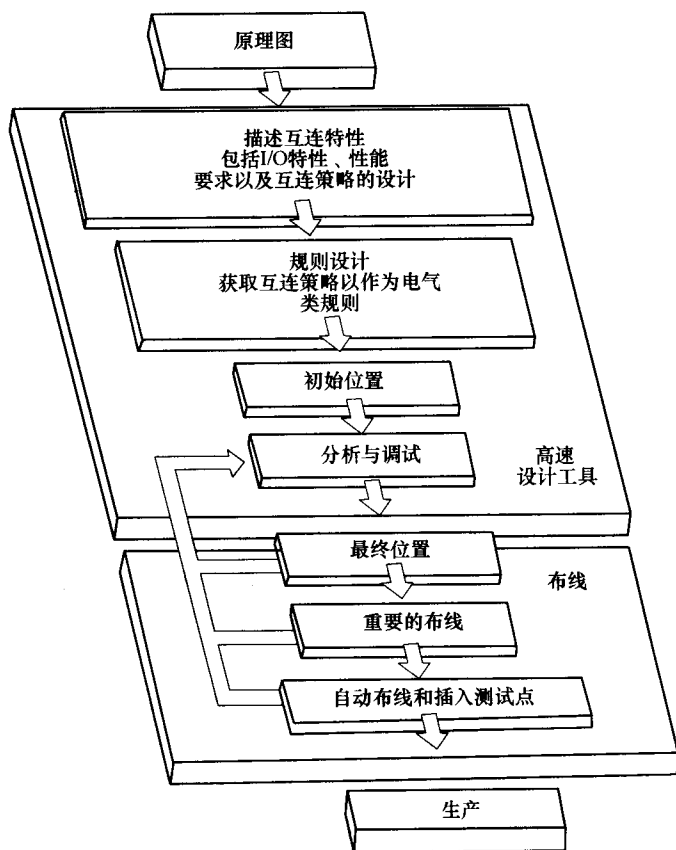 原理图
描述互连特性
包括I/O特性、性能
要求以及互连策略的设计
规则设计
获取互连策略以作为电气
类规则
初始位置
分析与调试
高速
设计工具
最终位置
布线
重要的布线
自动布线和插入测试点
生产